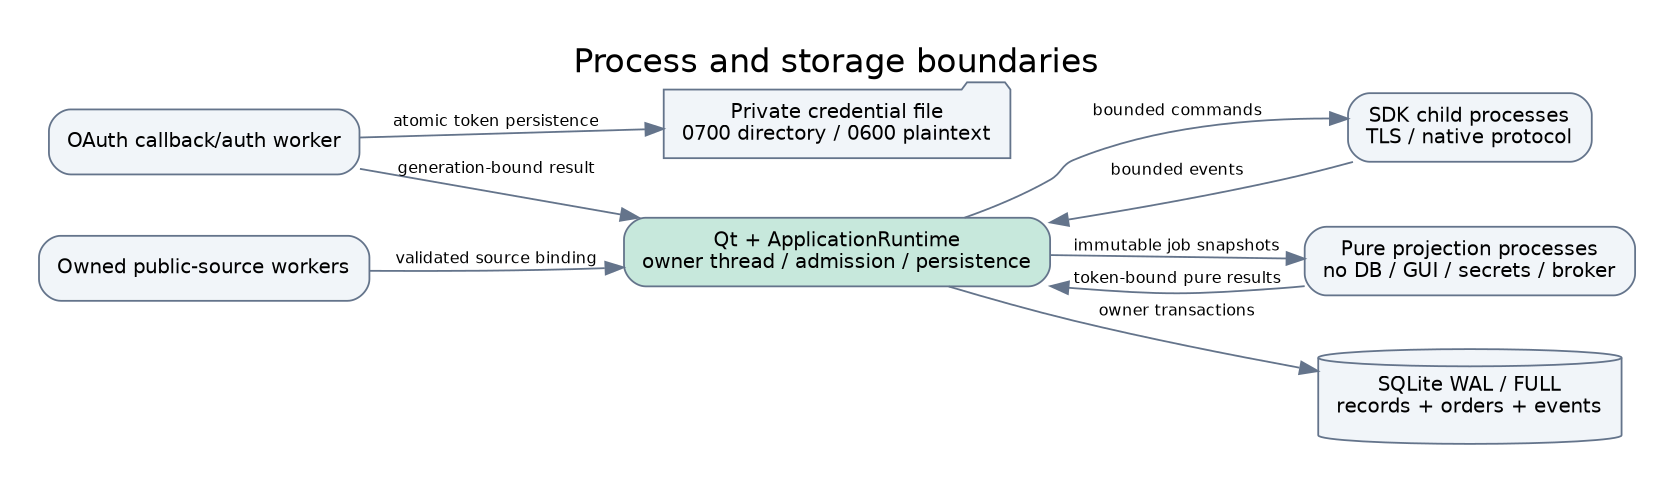 Process and storage boundaries
OAuth callback/auth worker
atomic token persistence
generation-bound result
Private credential file
0700 directory / 0600 plaintext
bounded commands
bounded events
SDK child processes
TLS / native protocol
Owned public-source workers
validated source binding
Qt + ApplicationRuntime
owner thread / admission / persistence
immutable job snapshots
token-bound pure results
owner transactions
Pure projection processes
no DB / GUI / secrets / broker
SQLite WAL / FULL
records + orders + events